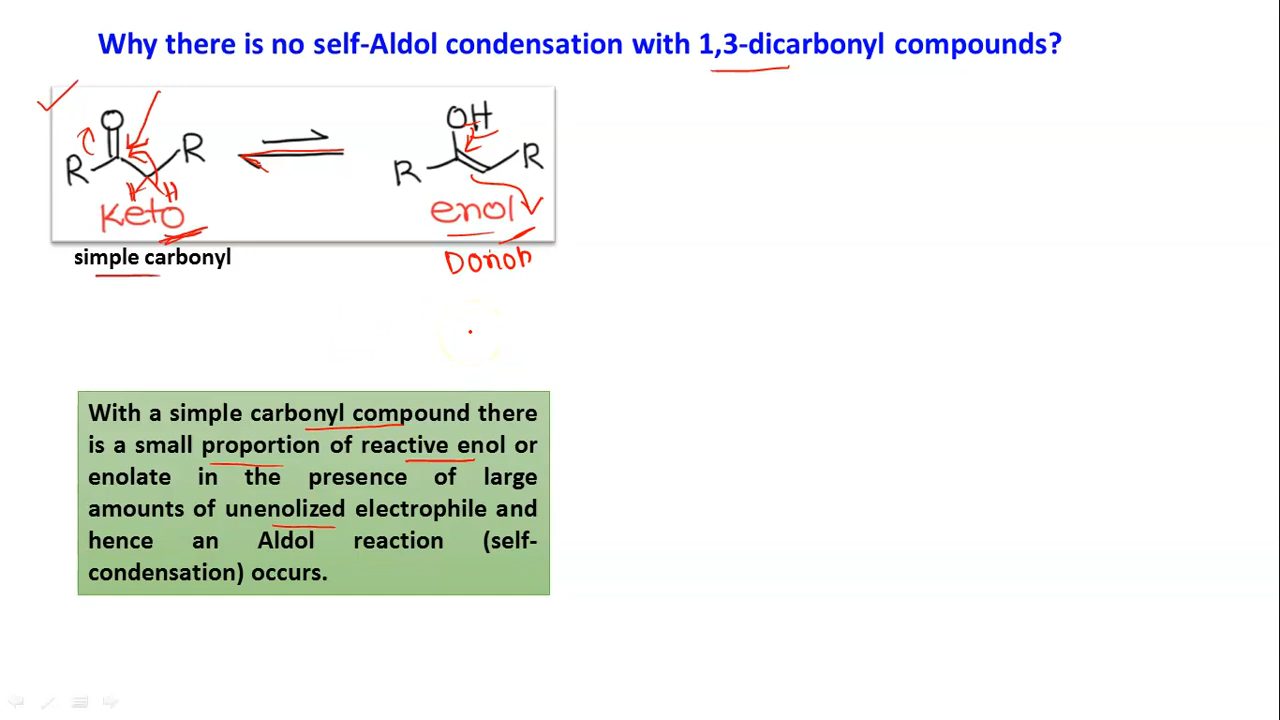 Why there is no self-Aldol condensation with 1,3-dicarbonyl compounds?
O
OH
R
R
R
R
H
H
Keto
enol
simple carbonyl
Donor
With a simple carbonyl compound there
is a small proportion of reactive enol or
enolate in the presence of large
amounts of unenolized electrophile and
hence an Aldol reaction (self-
condensation) occurs.